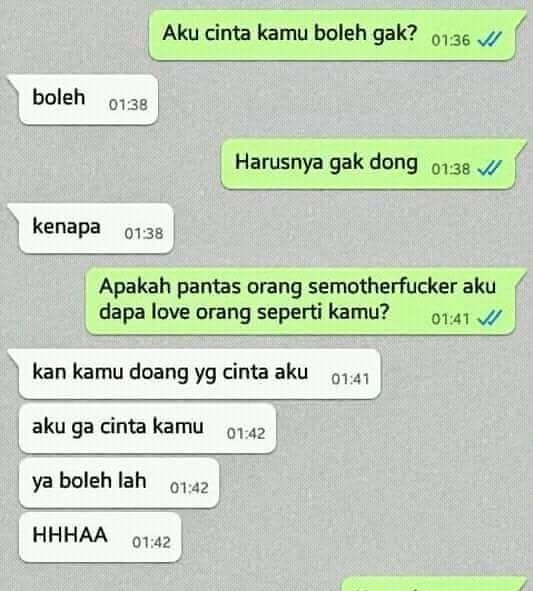 Aku cinta kamu boleh gak? 01:36
boleh 01:38
Harusnya gak dong 01:38
kenapa 01:38
Apakah pantas orang semotherfucker aku
dapa love orang seperti kamu? 01:41
kan kamu doang yg cinta aku 01:41
aku ga cinta kamu 01:42
ya boleh lah 01:42
HHHAA 01:42